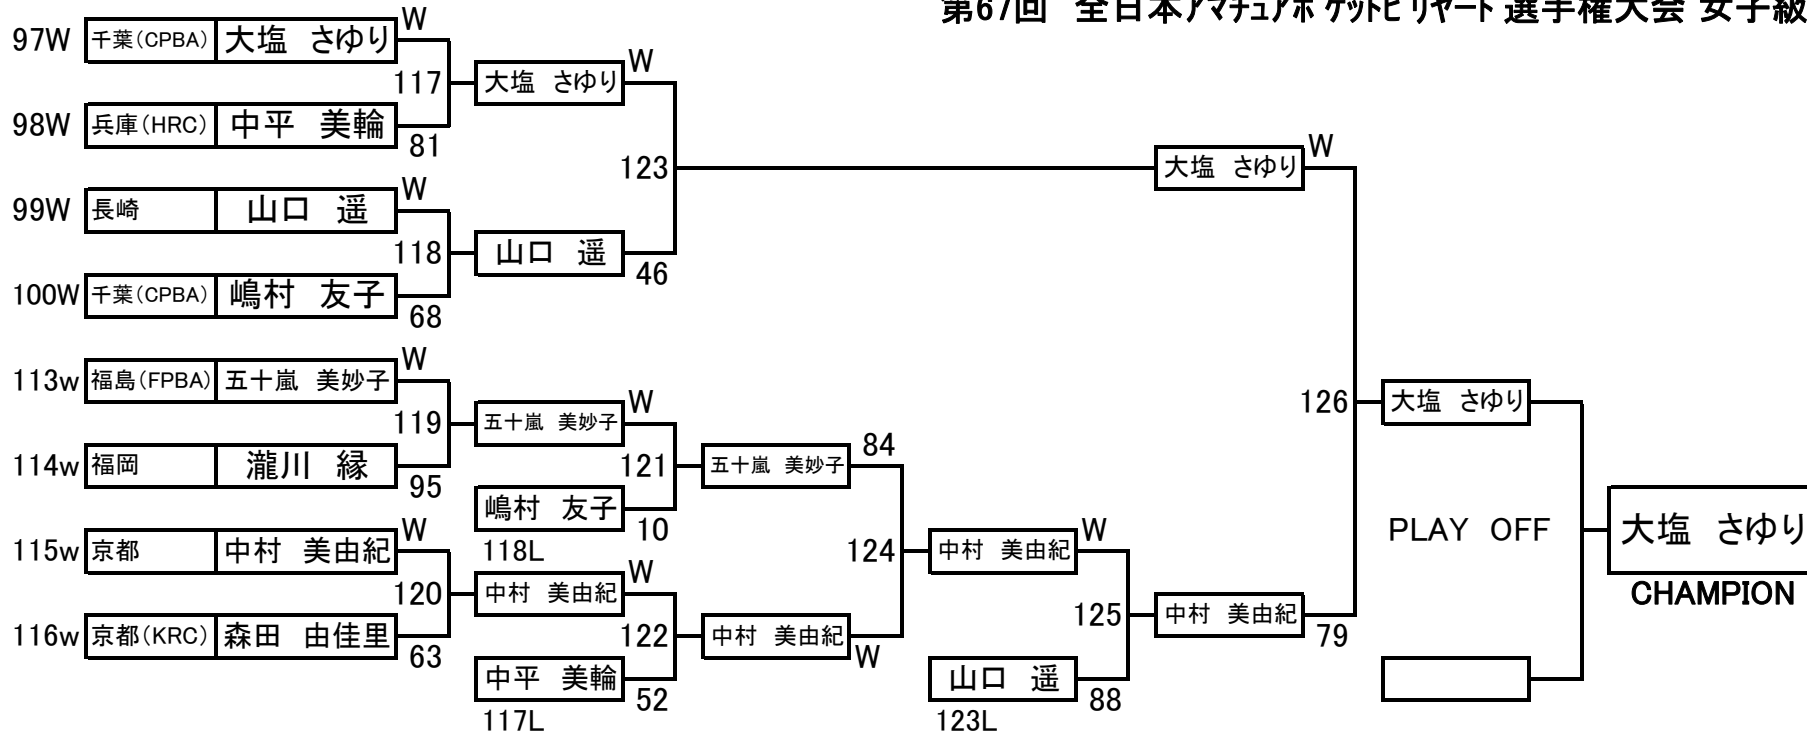 第67回 全日本アマチュアポケットビリヤード選手権大会 女子級
97W 千葉(CPBA) 大塩 さゆり W
117 大塩 さゆり W
98W 兵庫(HRC) 中平 美輪 81
123 大塩 さゆり W
99W 長崎 山口 遥 W
118 山口 遥 46
100W 千葉(CPBA) 嶋村 友子 68
113w 福島(FPBA) 五十嵐 美妙子 W
119 五十嵐 美妙子 W
126 大塩 さゆり
114w 福岡 瀧川 縁 95
121 五十嵐 美妙子 84
嶋村 友子 10
118L
PLAY OFF
大塩 さゆり
CHAMPION
115w 京都 中村 美由紀 W
124 中村 美由紀 W
120 中村 美由紀 W
125 中村 美由紀 79
116w 京都(KRC) 森田 由佳里 63
122 中村 美由紀 W
中平 美輪 52
117L
山口 遥 88
123L